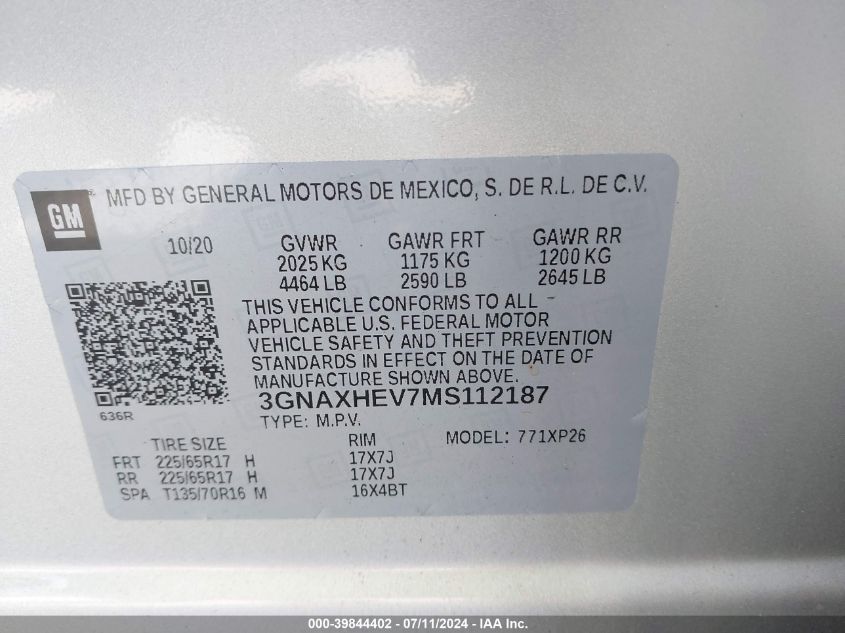 GM
MFD BY GENERAL MOTORS DE MEXICO, S. DE R.L. DE C.V.
10/20 GVWR GAWR FRT GAWR RR
2025 KG 1175 KG 1200 KG
4464 LB 2590 LB 2645 LB
THIS VEHICLE CONFORMS TO ALL
APPLICABLE U.S. FEDERAL MOTOR
VEHICLE SAFETY AND THEFT PREVENTION
STANDARDS IN EFFECT ON THE DATE OF
MANUFACTURE SHOWN ABOVE.
3GNAXHEV7MS112187
636R
TYPE: M.P.V.
TIRE SIZE RIM MODEL: 771XP26
FRT 225/65R17 H 17X7J
RR 225/65R17 H 17X7J
SPA T135/70R16 M 16X4BT
000-39844402 - 07/11/2024 - IAA Inc.